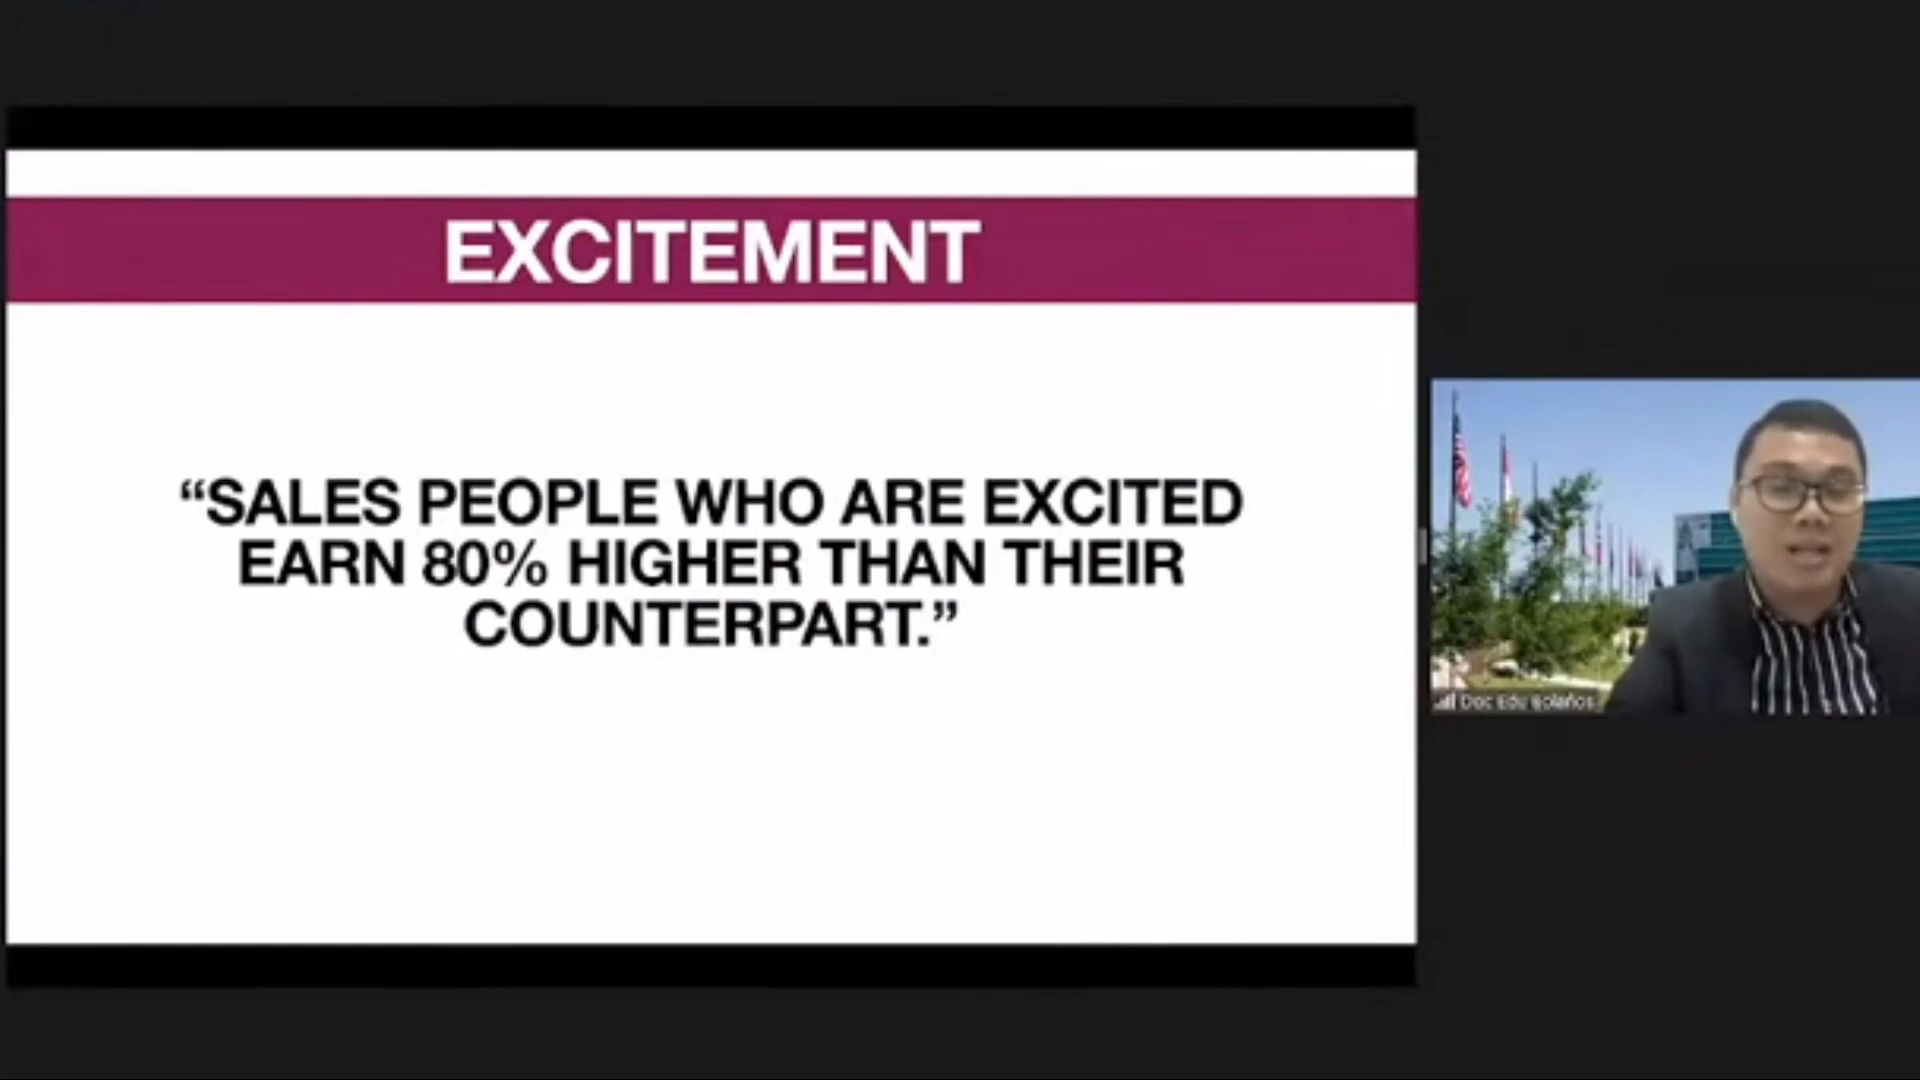 EXCITEMENT
“SALES PEOPLE WHO ARE EXCITED
EARN 80% HIGHER THAN THEIR
COUNTERPART.”
Doc Edu Bolaños